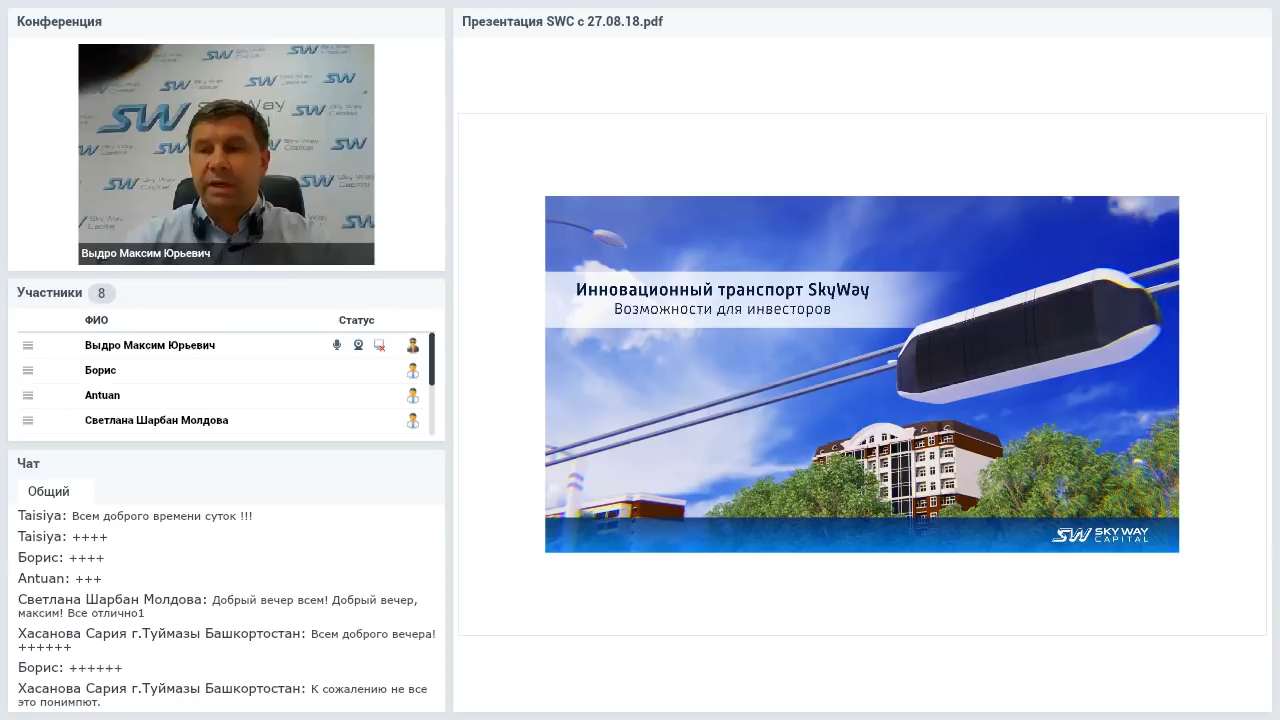 Конференция
SW
SkyWay
Capital
Выдро Максим Юрьевич
Участники 8
ФИО Статус
Выдро Максим Юрьевич
Борис
Antuan
Светлана Шарбан Молдова
Чат
Общий
Taisiya: Всем доброго времени суток !!!
Taisiya: ++++
Борис: ++++
Antuan: +++
Светлана Шарбан Молдова: Добрый вечер всем! Добрый вечер,
максим! Все отлично1
Хасанова Сария г.Туймазы Башкортостан: Всем доброго вечера!
++++++
Борис: ++++++
Хасанова Сария г.Туймазы Башкортостан: К сожалению не все
это понимпют.
Презентация SWC с 27.08.18.pdf
Инновационный транспорт SkyWay
Возможности для инвесторов
SW SKY WAY
CAPITAL